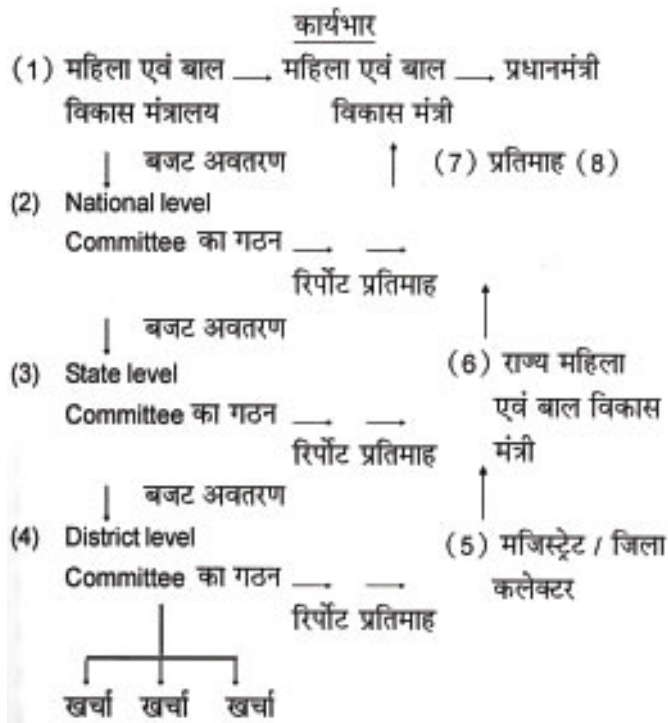 कार्यभार
(1) महिला एवं बाल → महिला एवं बाल → प्रधानमंत्री
विकास मंत्रालय विकास मंत्री
↓ बजट अवतरण ↑ (7) प्रतिमाह (8)
(2) National level
Committee का गठन → →
रिर्पोट प्रतिमाह ↑
↓ बजट अवतरण
(3) State level (6) राज्य महिला
Committee का गठन → → एवं बाल विकास
रिर्पोट प्रतिमाह मंत्री
↓ बजट अवतरण ↑
(4) District level (5) मजिस्ट्रेट / जिला
Committee का गठन → → कलेक्टर
रिर्पोट प्रतिमाह
खर्चा खर्चा खर्चा